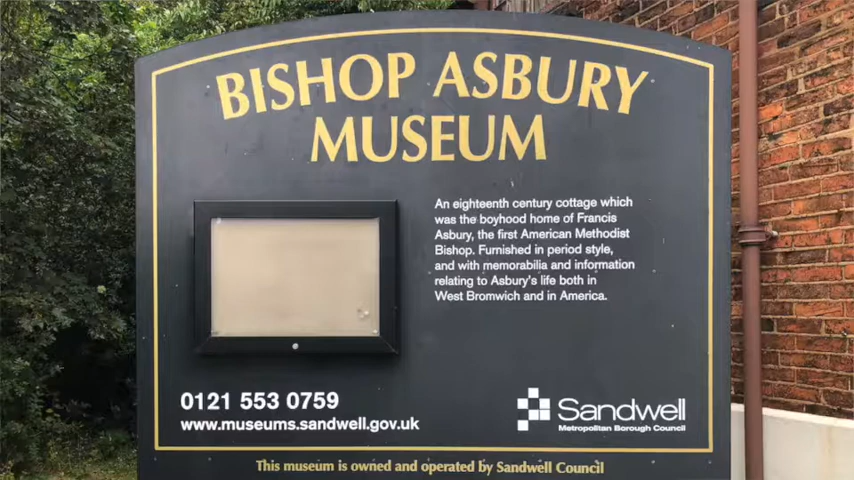 BISHOP ASBURY
MUSEUM
An eighteenth century cottage which
was the boyhood home of Francis
Asbury, the first American Methodist
Bishop. Furnished in period style,
and with memorabilia and information
relating to Asbury's life both in
West Bromwich and in America.
0121 553 0759
www.museums.sandwell.gov.uk
Sandwell
Metropolitan Borough Council
This museum is owned and operated by Sandwell Council